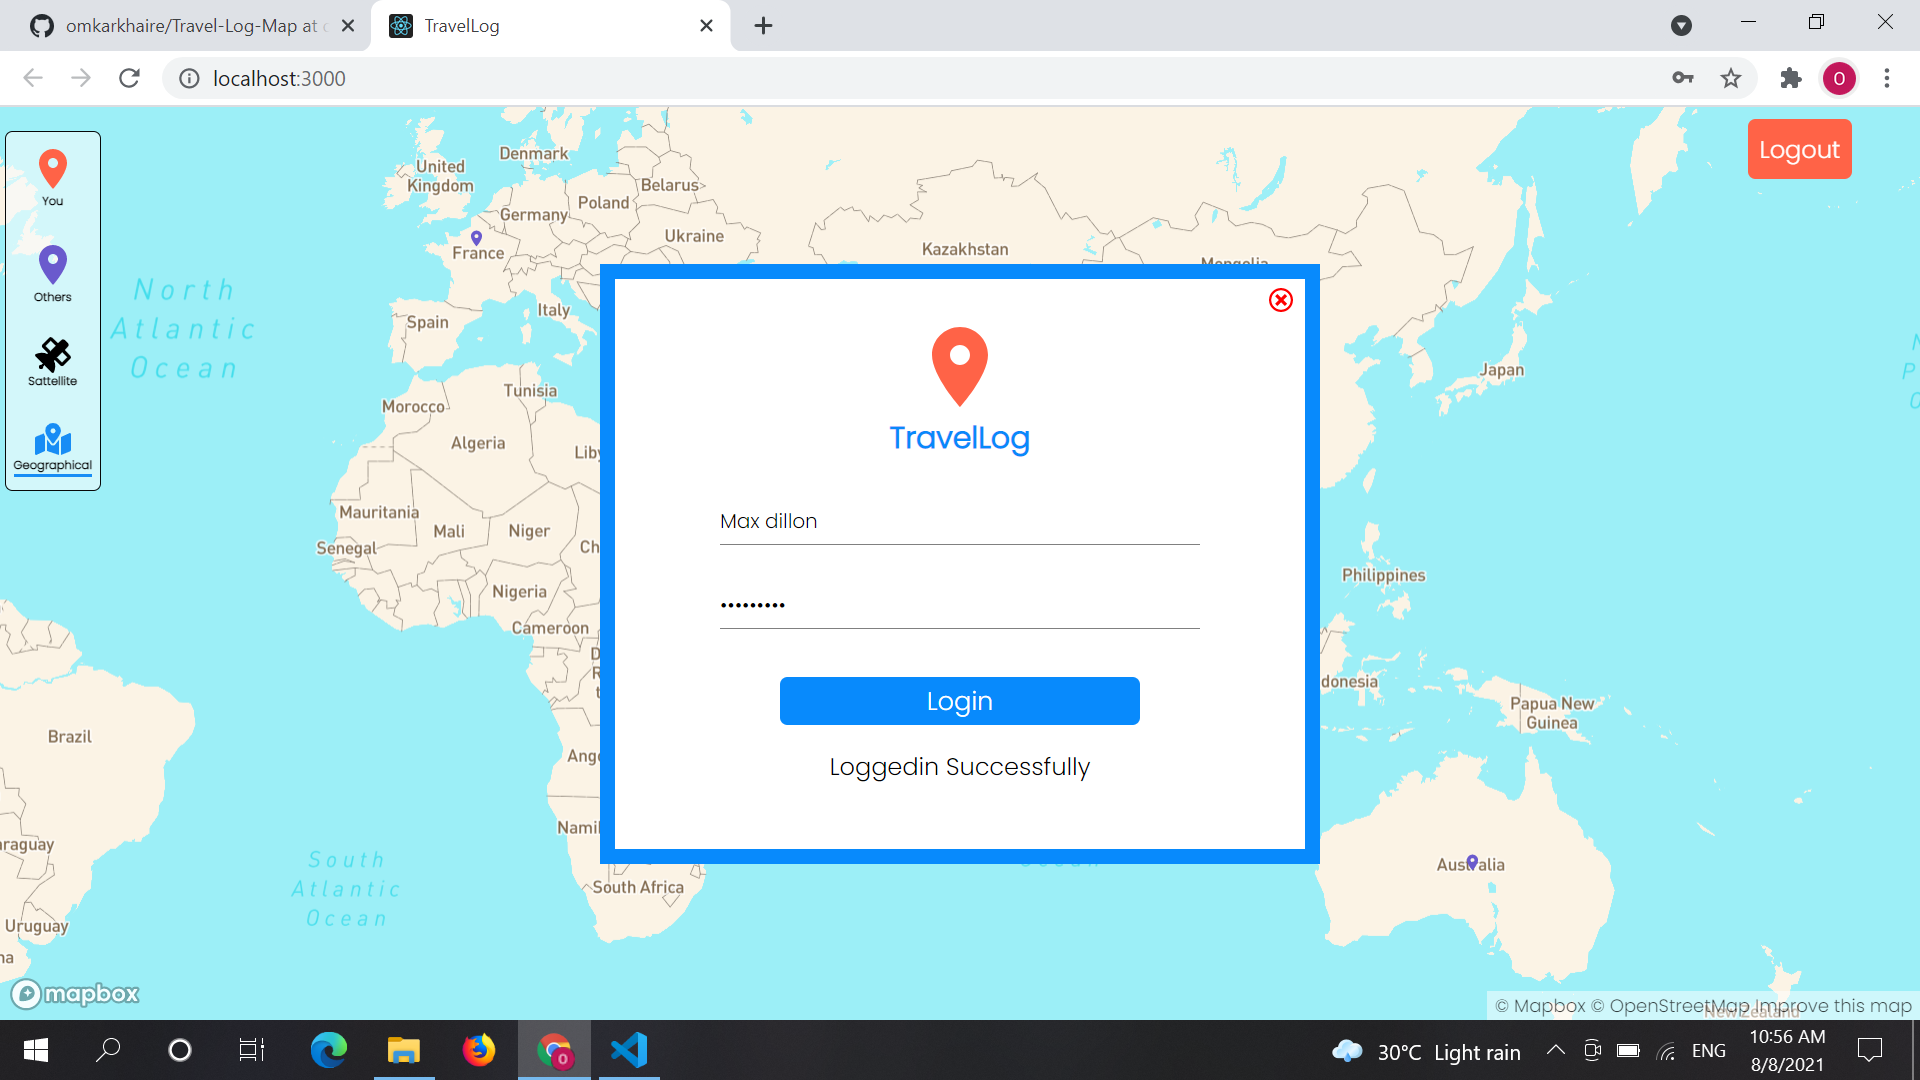 omkarkhaire/Travel-Log-Map at
TravelLog
localhost:3000
Logout
You
Others
Sattellite
Geographical
North
Atlantic
Ocean
United
Kingdom
Denmark
Belarus
Poland
Germany
Ukraine
France
Kazakhstan
Mongolia
Italy
Spain
Japan
Tunisia
Morocco
Algeria
Liby
Mauritania
Mali
Niger
Ch
Senegal
Nigeria
Cameroon
D
R
t
Philippines
donesia
Papua New
Guinea
Brazil
Ango
Namil
raguay
South
Atlantic
Ocean
Uruguay
na
South Africa
Ocean
Australia
New Zealand
N
P
O
TravelLog
Max dillon
•••••••••
Login
Loggedin Successfully
mapbox
© Mapbox © OpenStreetMap Improve this map
O
O
30°C Light rain
ENG
10:56 AM
8/8/2021